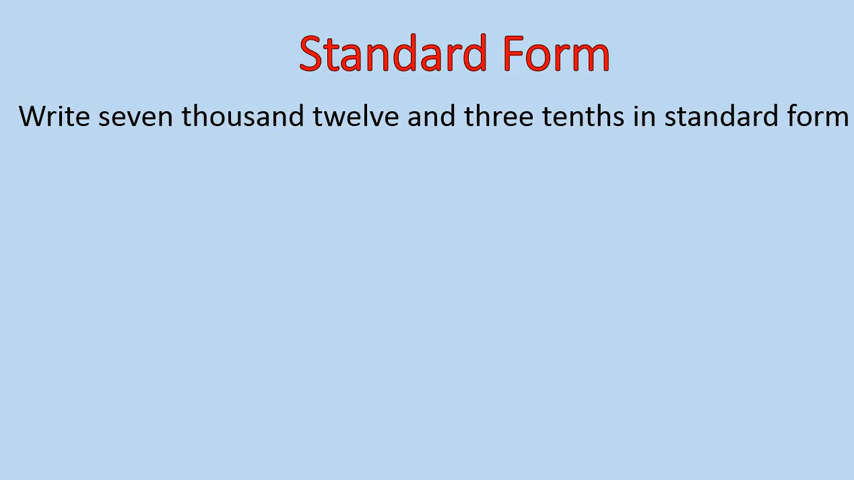 Standard Form
Write seven thousand twelve and three tenths in standard form